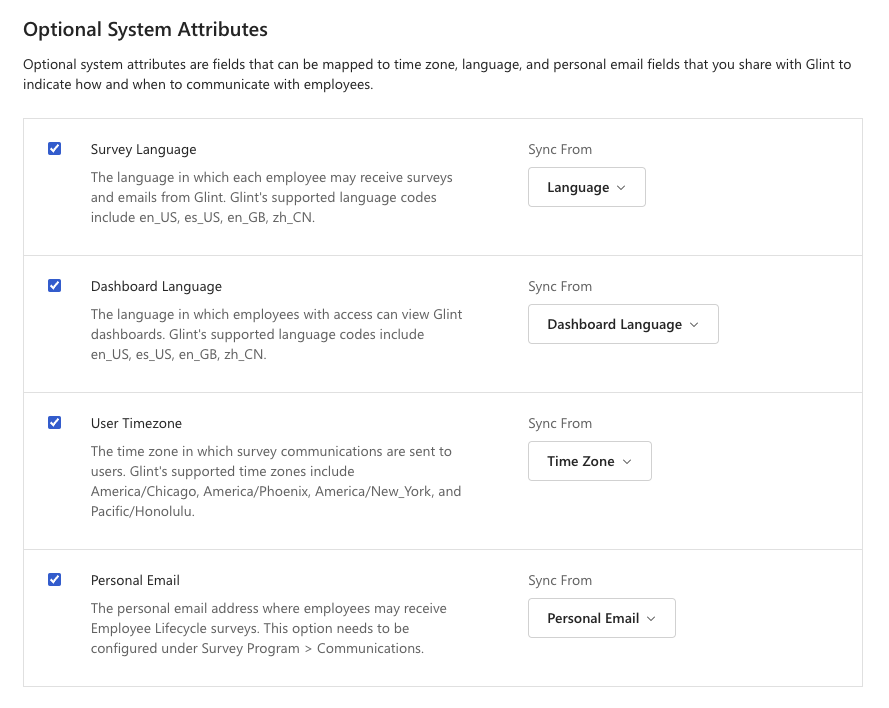 Optional System Attributes
Optional system attributes are fields that can be mapped to time zone, language, and personal email fields that you share with Glint to
indicate how and when to communicate with employees.
Survey Language
Sync From
The language in which each employee may receive surveys
and emails from Glint. Glint's supported language codes
include en_US, es_US, en_GB, zh_CN.
Language
Dashboard Language
Sync From
The language in which employees with access can view Glint
dashboards. Glint's supported language codes include
en_US, es_US, en_GB, zh_CN.
Dashboard Language
User Timezone
Sync From
The time zone in which survey communications are sent to
users. Glint's supported time zones include
America/Chicago, America/Phoenix, America/New_York, and
Pacific/Honolulu.
Time Zone
Personal Email
Sync From
The personal email address where employees may receive
Employee Lifecycle surveys. This option needs to be
configured under Survey Program > Communications.
Personal Email